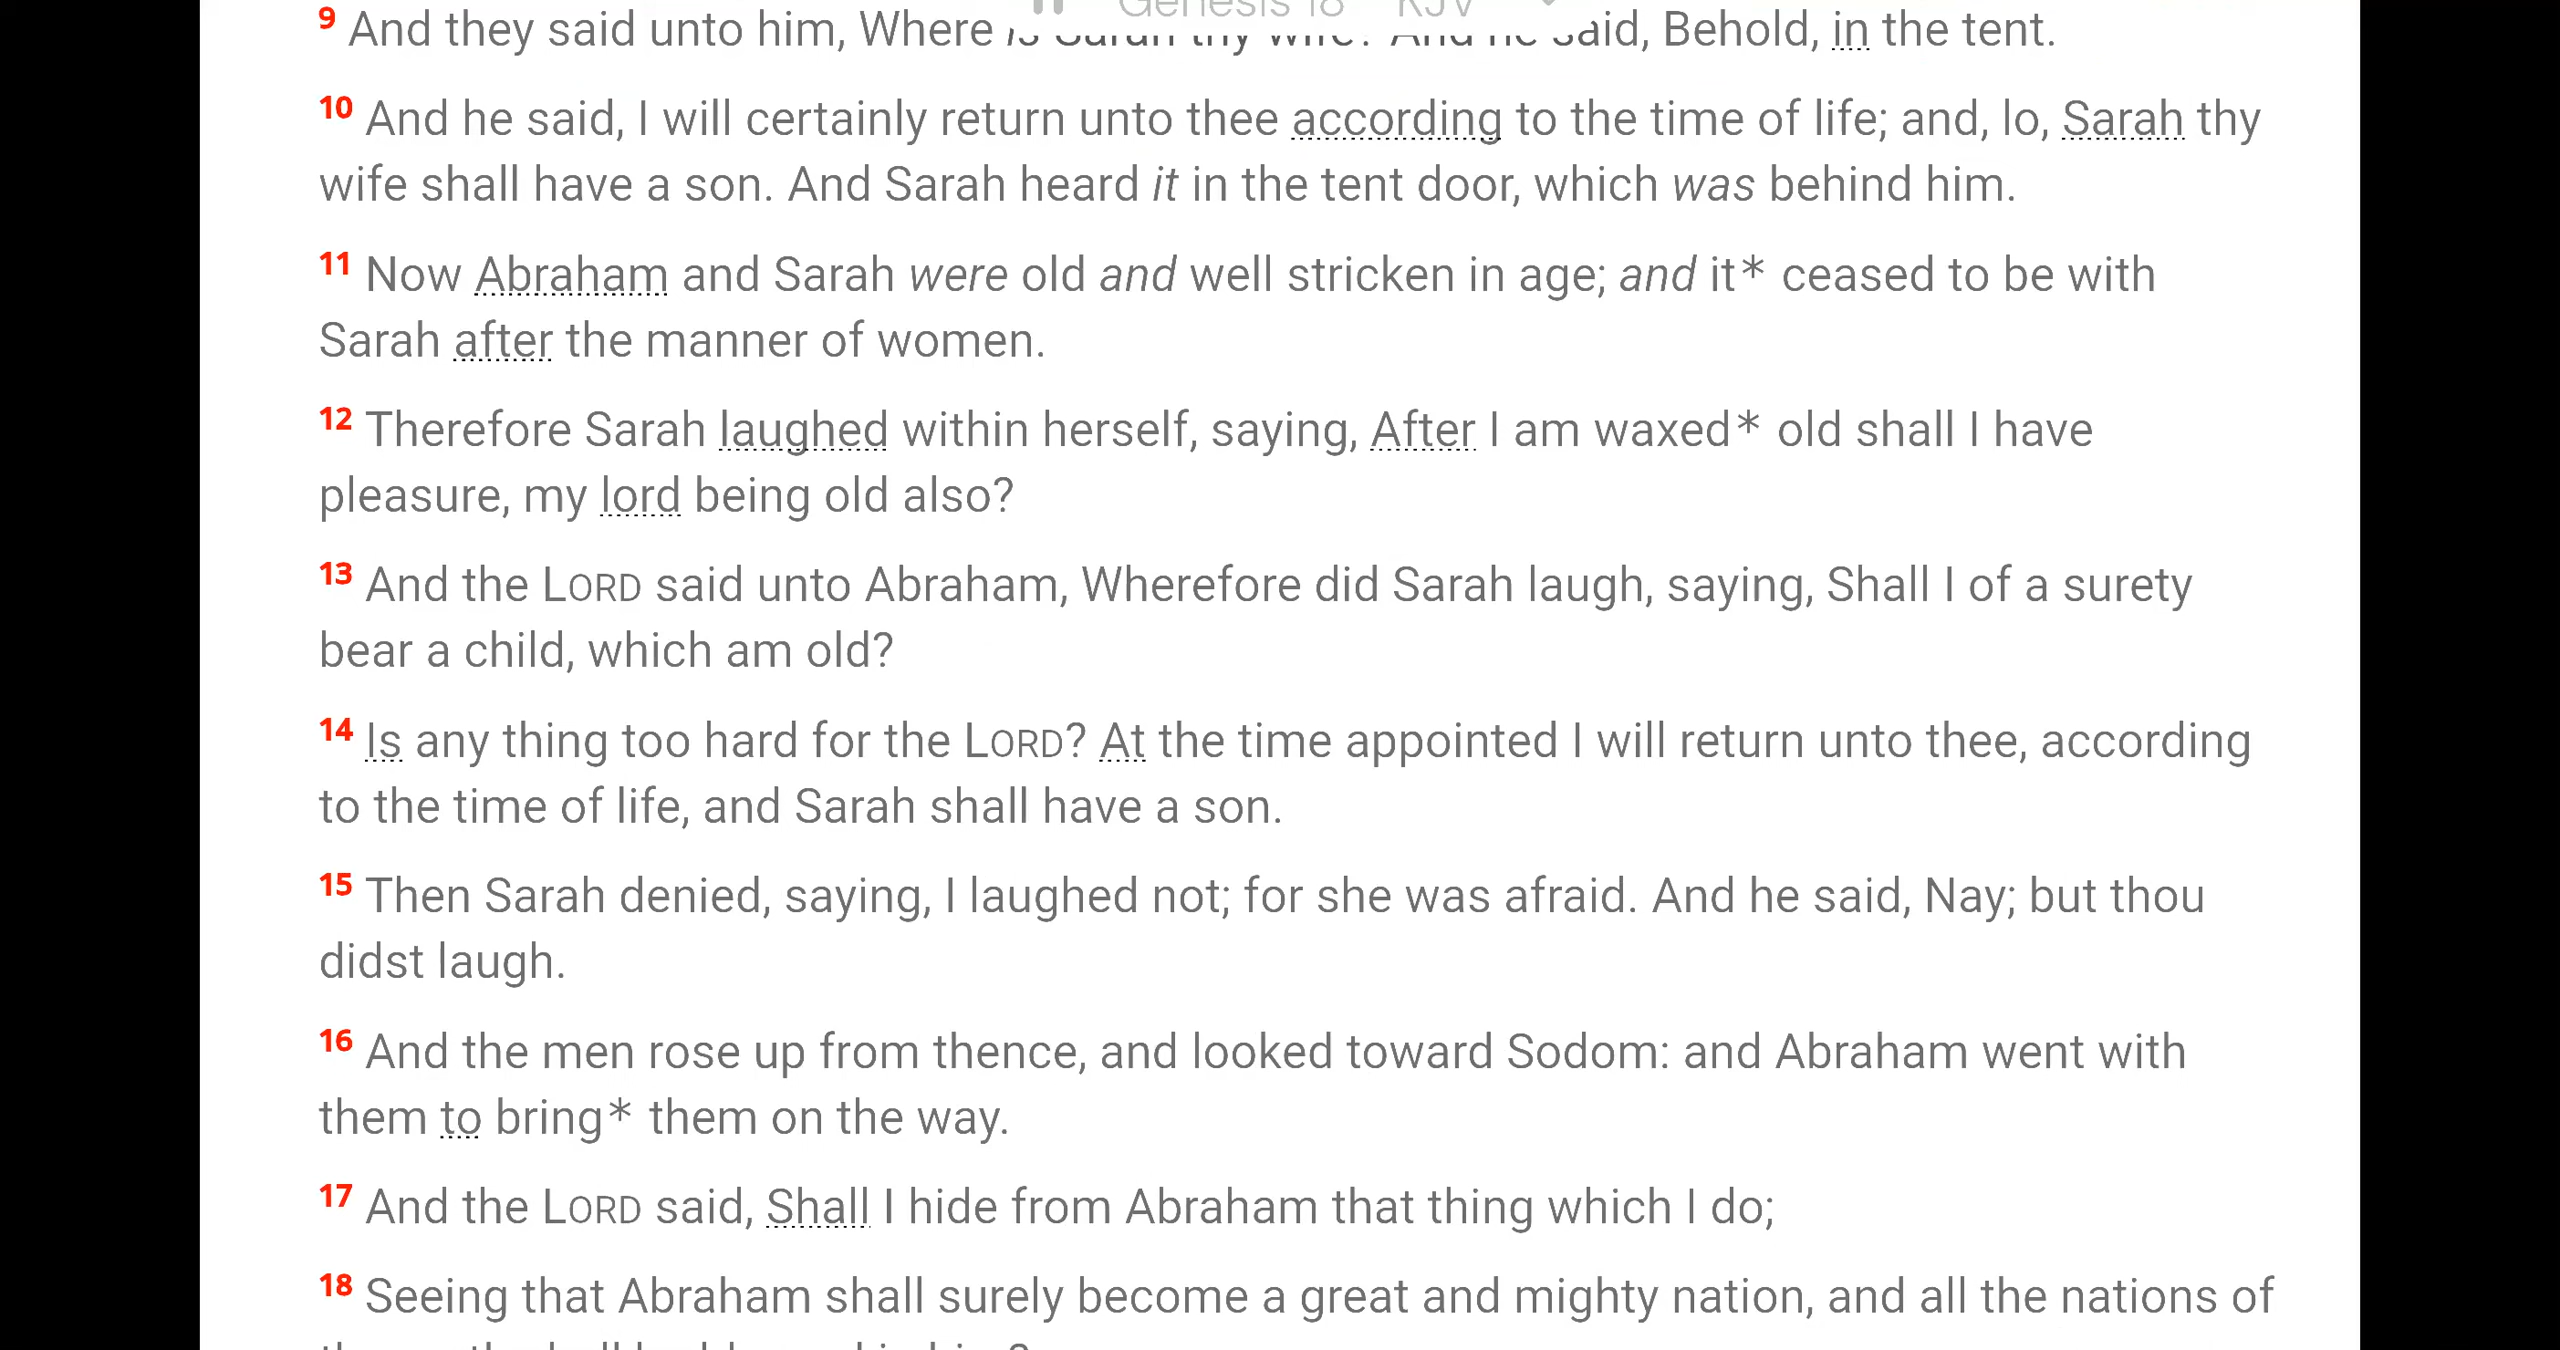 Genesis 18 KJV
9 And they said unto him, Where is Sarah thy wife? And he said, Behold, in the tent.
10 And he said, I will certainly return unto thee according to the time of life; and, lo, Sarah thy
wife shall have a son. And Sarah heard it in the tent door, which was behind him.
11 Now Abraham and Sarah were old and well stricken in age; and it* ceased to be with
Sarah after the manner of women.
12 Therefore Sarah laughed within herself, saying, After I am waxed* old shall I have
pleasure, my lord being old also?
13 And the LORD said unto Abraham, Wherefore did Sarah laugh, saying, Shall I of a surety
bear a child, which am old?
14 Is any thing too hard for the LORD? At the time appointed I will return unto thee, according
to the time of life, and Sarah shall have a son.
15 Then Sarah denied, saying, I laughed not; for she was afraid. And he said, Nay; but thou
didst laugh.
16 And the men rose up from thence, and looked toward Sodom: and Abraham went with
them to bring* them on the way.
17 And the LORD said, Shall I hide from Abraham that thing which I do;
18 Seeing that Abraham shall surely become a great and mighty nation, and all the nations of